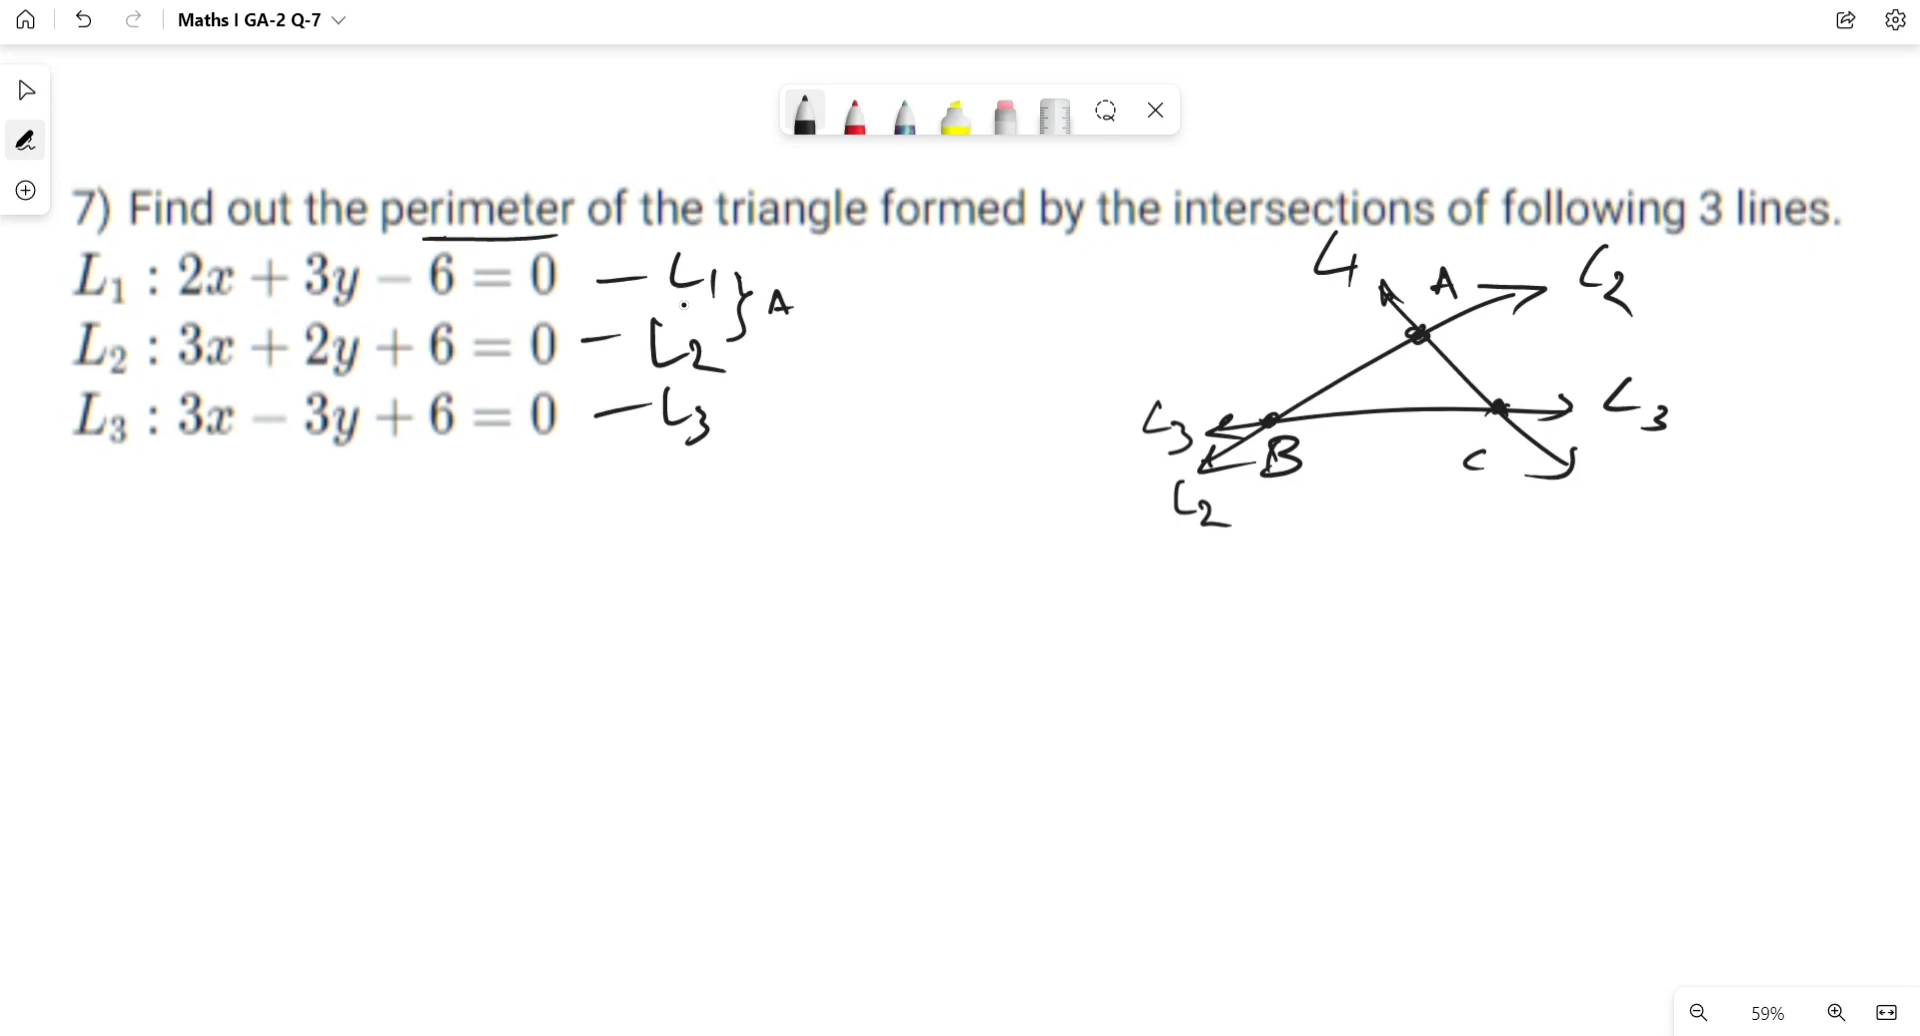 Maths I GA-2 Q-7
7) Find out the perimeter of the triangle formed by the intersections of following 3 lines.
L₁ : 2x + 3y − 6 = 0 — L₁
L₂ : 3x + 2y + 6 = 0 — L₂ } A
L₃ : 3x − 3y + 6 = 0 — L₃
L₁ A L₂
L₃ B C L₃
L₂
59%